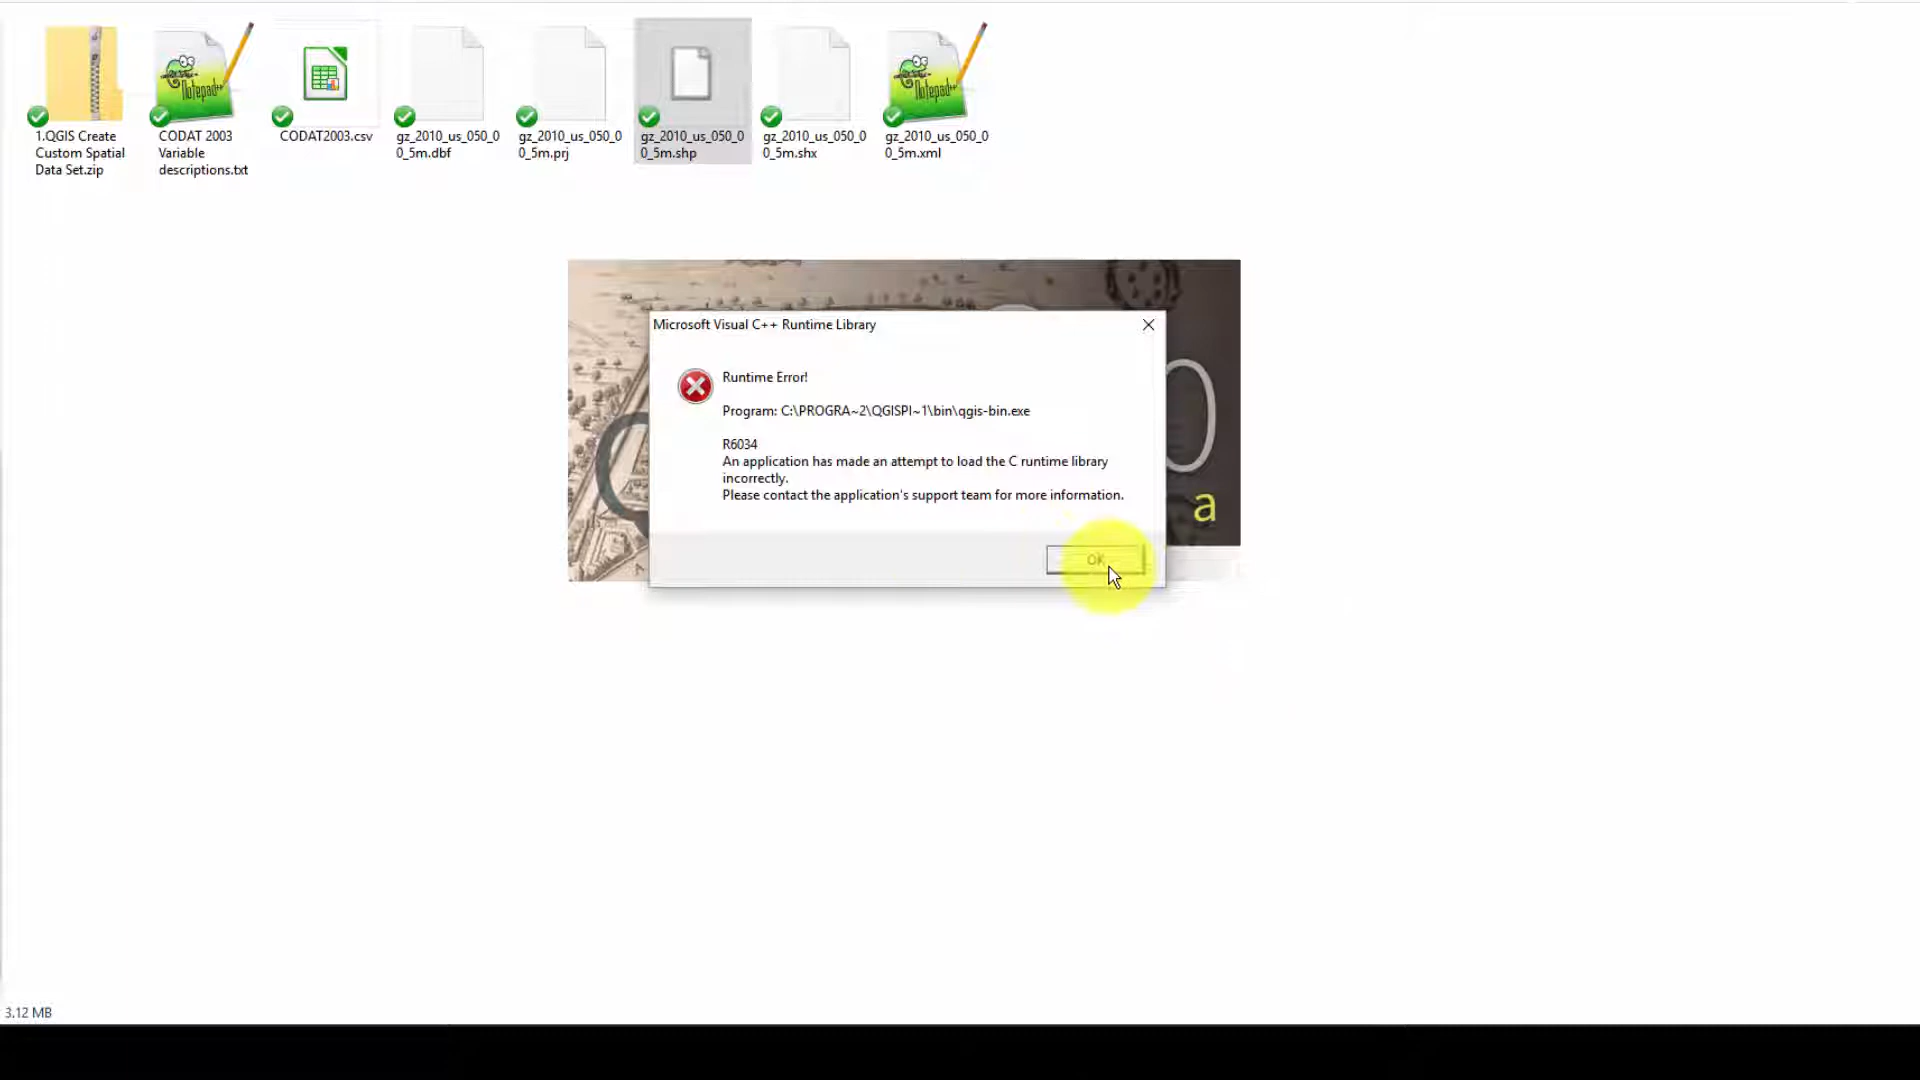 1.QGIS Create
Custom Spatial
Data Set.zip
CODAT 2003
Variable
descriptions.txt
CODAT2003.csv
gz_2010_us_050_0
0_5m.dbf
gz_2010_us_050_0
0_5m.prj
gz_2010_us_050_0
0_5m.shp
gz_2010_us_050_0
0_5m.shx
gz_2010_us_050_0
0_5m.xml
Notepad++
Notepad++
Microsoft Visual C++ Runtime Library
Runtime Error!
Program: C:\PROGRA~2\QGISPI~1\bin\qgis-bin.exe
R6034
An application has made an attempt to load the C runtime library
incorrectly.
Please contact the application's support team for more information.
OK
0
a
3.12 MB